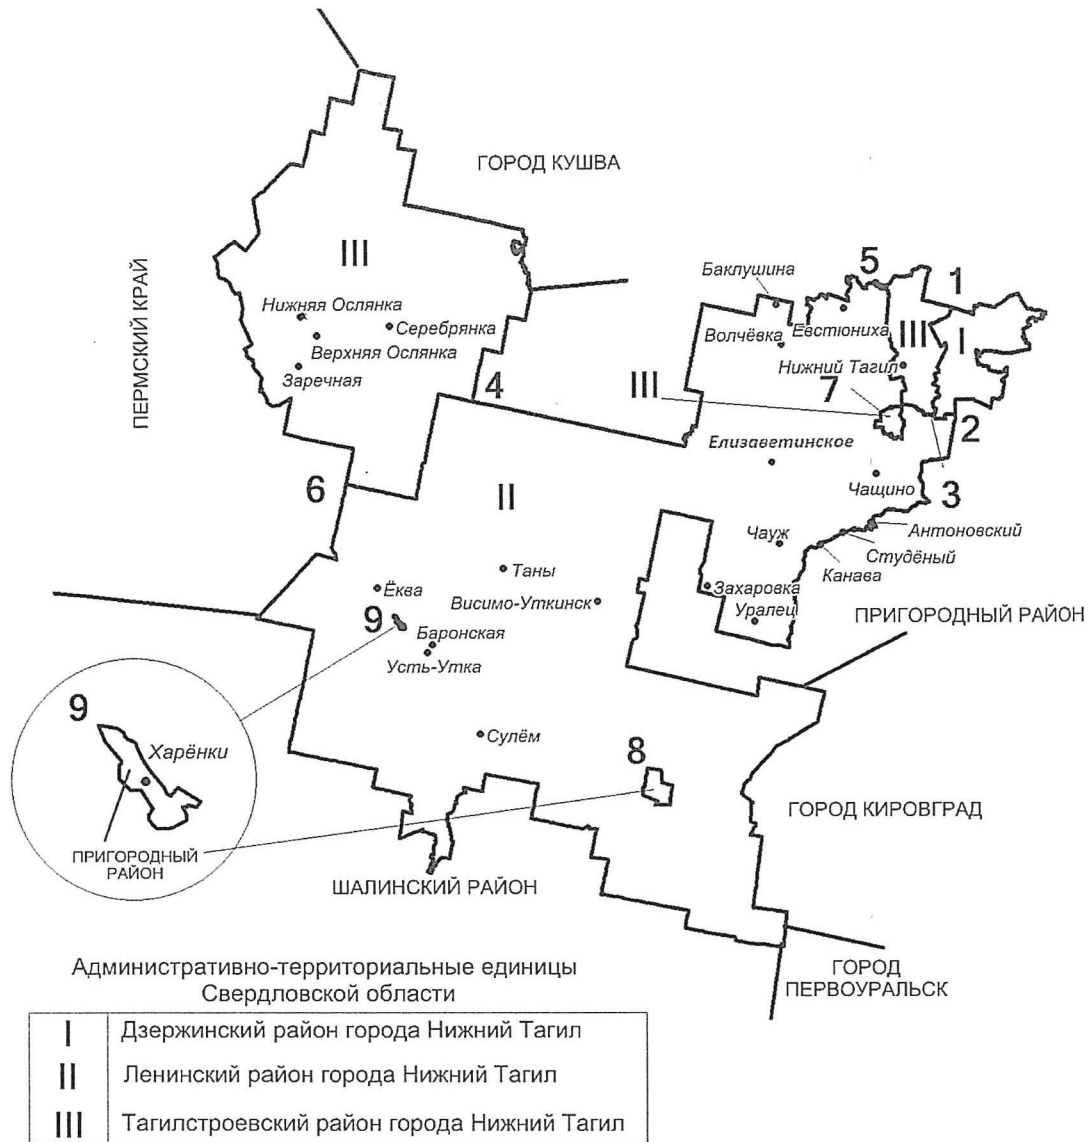 ГОРОД КУШВА
ПЕРМСКИЙ КРАЙ
III
Баклушина
5
1
Нижняя Ослянка
Серебрянка
Верхняя Ослянка
Заречная
Волчёвка
Евстюниха
III
I
Нижний Тагил
4
III
7
2
Елизаветинское
6
II
Чащино
3
Антоновский
Студёный
Канава
Чауж
Таны
Ёква
Висимо-Уткинск
Захаровка
Уралец
ПРИГОРОДНЫЙ РАЙОН
9
Баронская
Усть-Утка
9
Харёнки
Сулём
8
ГОРОД КИРОВГРАД
ПРИГОРОДНЫЙ
РАЙОН
ШАЛИНСКИЙ РАЙОН
ГОРОД
ПЕРВОУРАЛЬСК
Административно-территориальные единицы
Свердловской области
I Дзержинский район города Нижний Тагил
II Ленинский район города Нижний Тагил
III Тагилстроевский район города Нижний Тагил